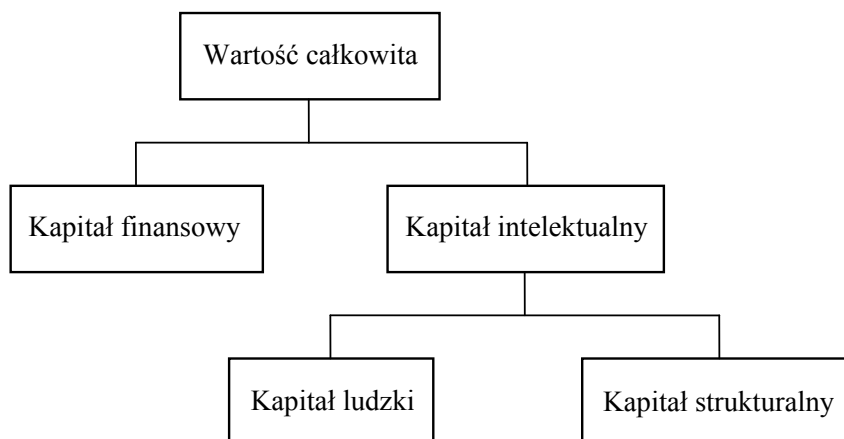 Wartość całkowita
Kapitał finansowy
Kapitał intelektualny
Kapitał ludzki
Kapitał strukturalny